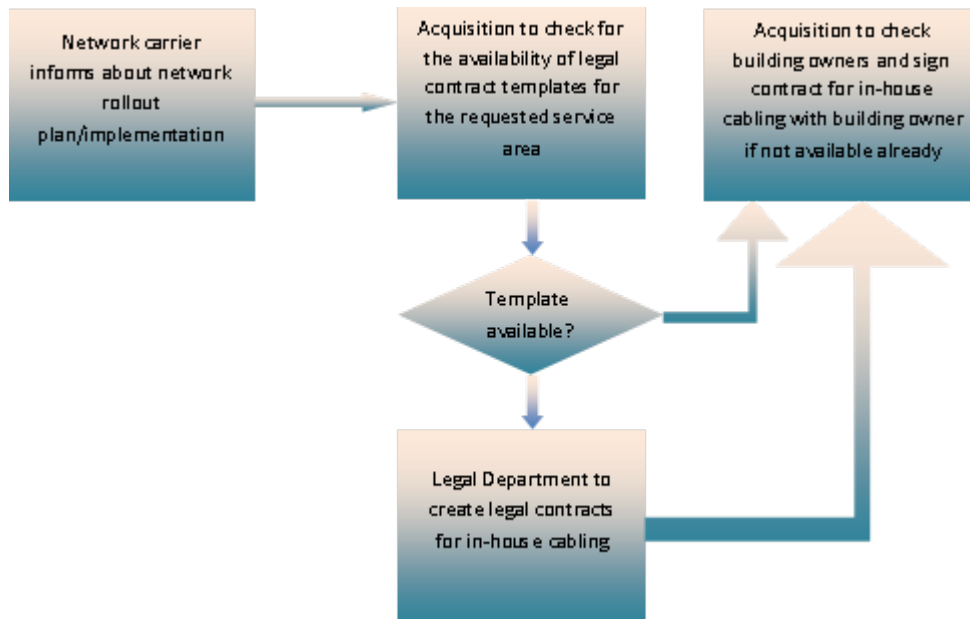 Network carrier
informs about network
rollout
plan/implementation
Acquisition to check for
the availability of legal
contract templates for
the requested service
area
Acquisition to check
building owners and sign
contract for in-house
cabling with building owner
if not available already
Template
available?
Legal Department to
create legal contracts
for in-house cabling